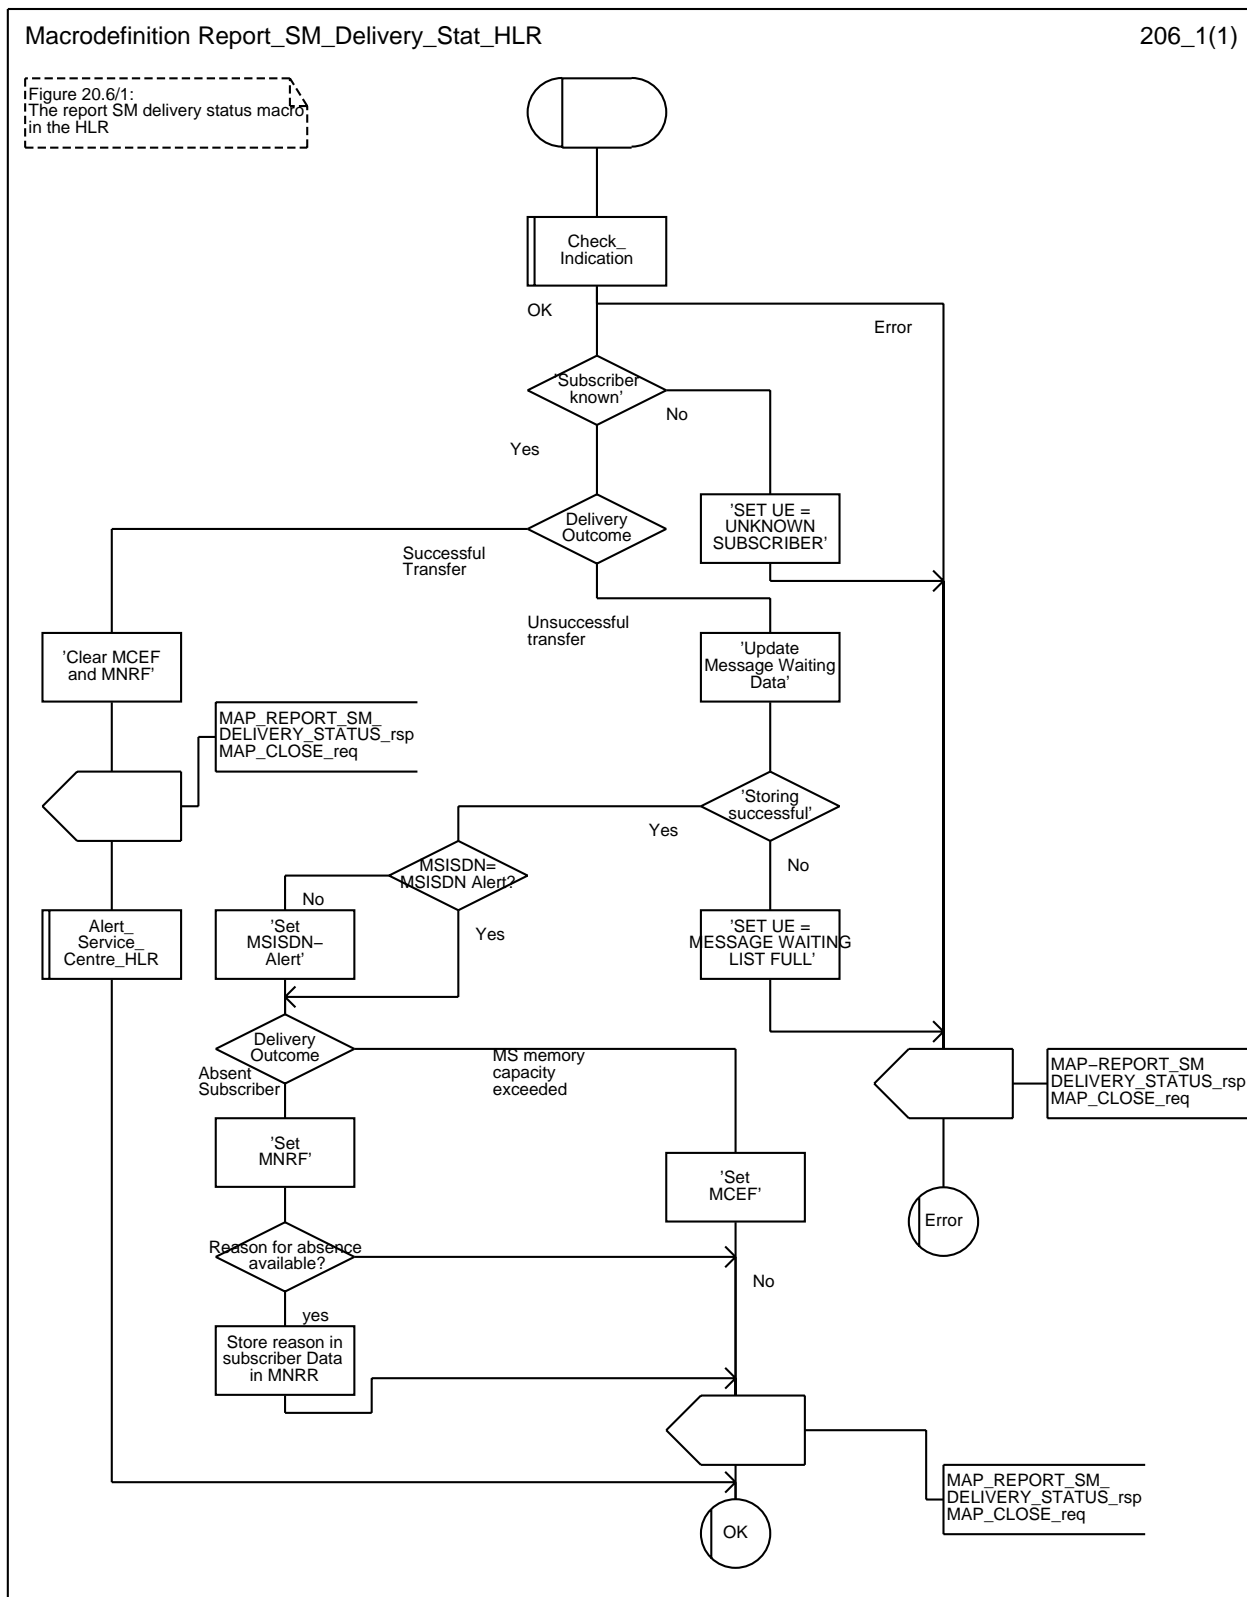 Macrodefinition Report_SM_Delivery_Stat_HLR
206_1(1)
Figure 20.6/1:
The report SM delivery status macro
in the HLR
Check_
Indication
OK
Error
'Subscriber
known'
No
Yes
Delivery
Outcome
'SET UE =
UNKNOWN
SUBSCRIBER'
Successful
Transfer
Unsuccessful
transfer
'Clear MCEF
and MNRF'
'Update
Message Waiting
Data'
MAP_REPORT_SM_
DELIVERY_STATUS_rsp
MAP_CLOSE_req
'Storing
successful'
Yes
No
MSISDN=
MSISDN Alert?
No
Yes
Alert_
Service_
Centre_HLR
'Set
MSISDN–
Alert'
'SET UE =
MESSAGE WAITING
LIST FULL'
Delivery
Outcome
Absent
Subscriber
MS memory
capacity
exceeded
MAP–REPORT_SM
DELIVERY_STATUS_rsp
MAP_CLOSE_req
'Set
MNRF'
'Set
MCEF'
Error
Reason for absence
available?
No
yes
Store reason in
subscriber Data
in MNRR
MAP_REPORT_SM_
DELIVERY_STATUS_rsp
MAP_CLOSE_req
OK